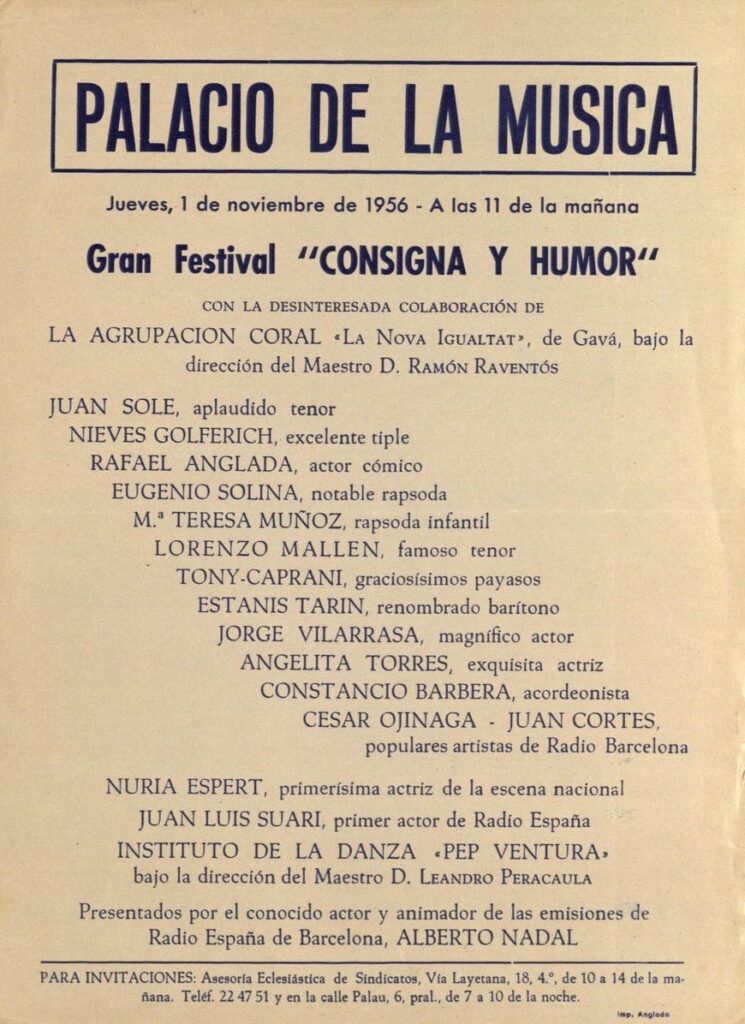 PALACIO DE LA MUSICA
Jueves, 1 de noviembre de 1956 - A las 11 de la mañana
Gran Festival "CONSIGNA Y HUMOR"
CON LA DESINTERESADA COLABORACIÓN DE
LA AGRUPACION CORAL «LA NOVA IGUALTAT», de Gavá, bajo la
dirección del Maestro D. RAMÓN RAVENTÓS
JUAN SOLE, aplaudido tenor
NIEVES GOLFERICH, excelente tiple
RAFAEL ANGLADA, actor cómico
EUGENIO SOLINA, notable rapsoda
M.ª TERESA MUÑOZ, rapsoda infantil
LORENZO MALLEN, famoso tenor
TONY-CAPRANI, graciosísimos payasos
ESTANIS TARIN, renombrado barítono
JORGE VILARRASA, magnífico actor
ANGELITA TORRES, exquisita actriz
CONSTANCIO BARBERA, acordeonista
CESAR OJINAGA - JUAN CORTES,
populares artistas de Radio Barcelona
NURIA ESPERT, primerísima actriz de la escena nacional
JUAN LUIS SUARI, primer actor de Radio España
INSTITUTO DE LA DANZA «PEP VENTURA»
bajo la dirección del Maestro D. LEANDRO PERACAULA
Presentados por el conocido actor y animador de las emisiones de
Radio España de Barcelona, ALBERTO NADAL
PARA INVITACIONES: Asesoría Eclesiástica de Sindicatos, Vía Layetana, 18, 4.º, de 10 a 14 de la ma-
ñana. Teléf. 22 47 51 y en la calle Palau, 6, pral., de 7 a 10 de la noche.
Imp. Anglada